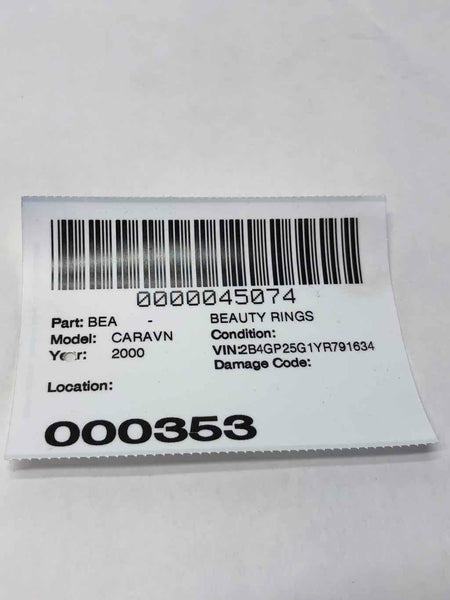 0000045074
Part: BEA - BEAUTY RINGS
Model: CARAVN Condition:
Year: 2000 VIN:2B4GP25G1YR791634
Damage Code:
Location:
000353